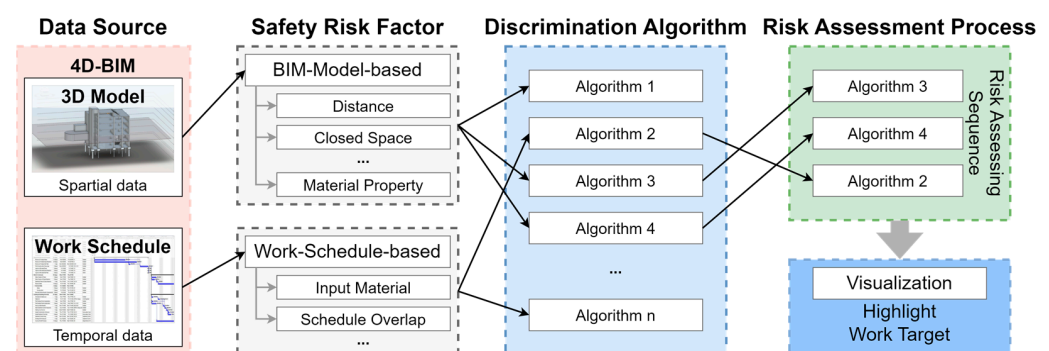 Data Source
4D-BIM
3D Model
Spartial data
Work Schedule
Temporal data
Safety Risk Factor
BIM-Model-based
Distance
Closed Space
...
Material Property
Work-Schedule-based
Input Material
Schedule Overlap
...
Discrimination Algorithm
Algorithm 1
Algorithm 2
Algorithm 3
Algorithm 4
...
Algorithm n
Risk Assessment Process
Algorithm 3
Algorithm 4
Algorithm 2
Risk Assessing
Sequence
Visualization
Highlight
Work Target